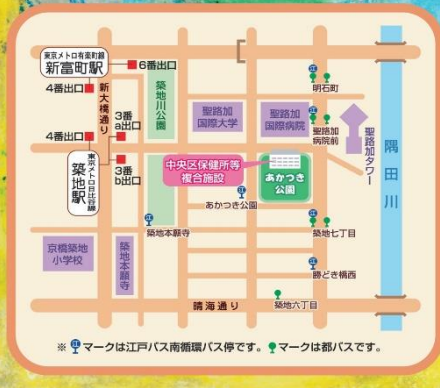 東京メトロ有楽町線
新富町駅
6番出口
4番出口
新大橋通り
3番
a出口
築地川公園
聖路加
国際大学
聖路加
国際病院
明石町
聖路加
病院前
聖路加タワー
隅田川
4番出口
東京メトロ日比谷線
築地駅
3番
b出口
中央区保健所等
複合施設
あかつき
公園
あかつき公園
築地本願寺
築地七丁目
京橋築地
小学校
築地本願寺
勝どき橋西
晴海通り
築地六丁目
※江マークは江戸バス南循環バス停です。マークは都バスです。